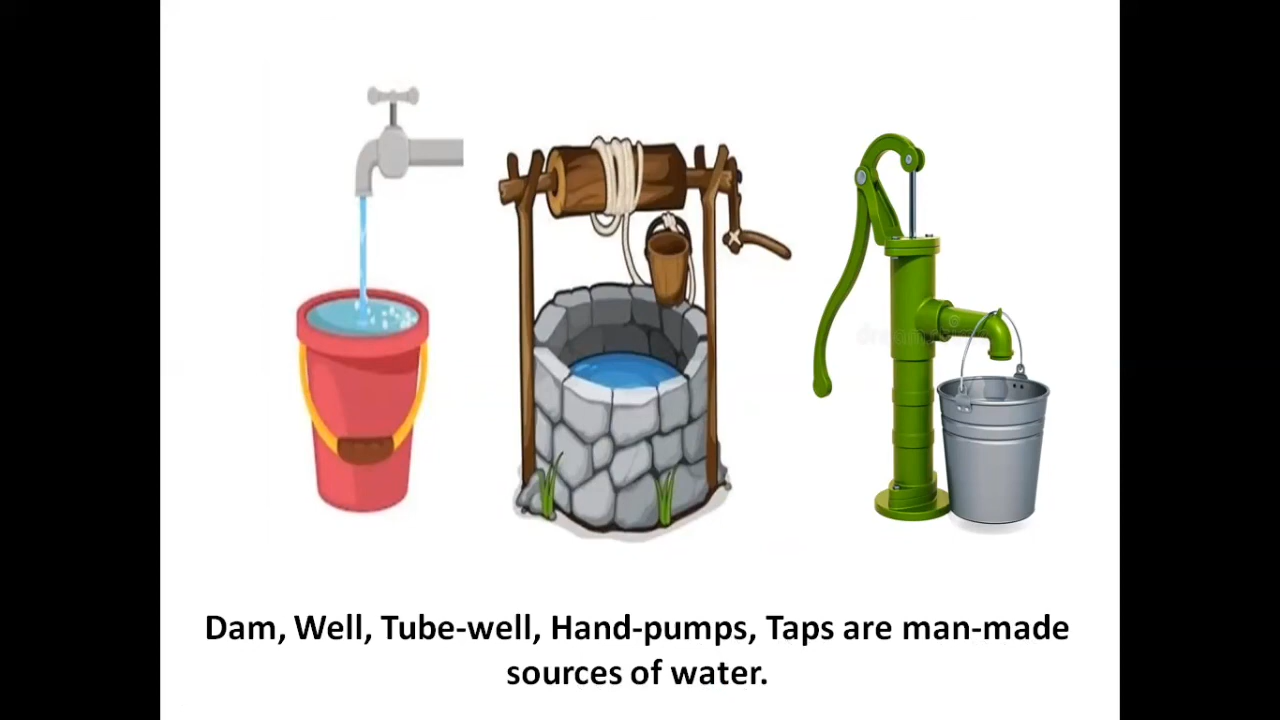 Dam, Well, Tube-well, Hand-pumps, Taps are man-made
sources of water.